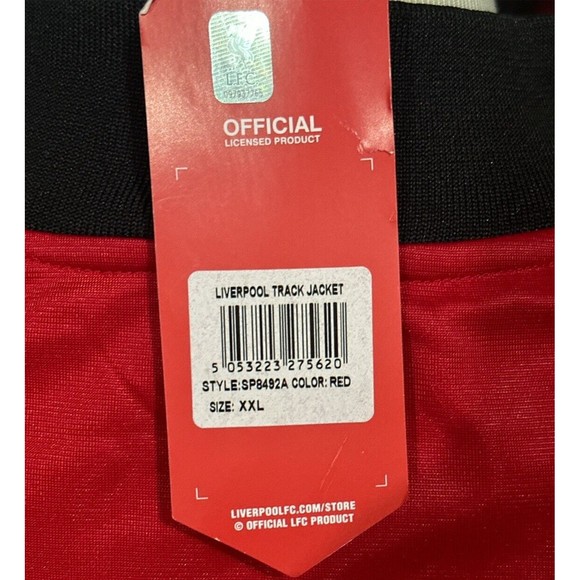 LFC
OFFICIAL
LICENSED PRODUCT
LIVERPOOL TRACK JACKET
5 053223 275620
STYLE:SP8492A COLOR: RED
SIZE: XXL
LIVERPOOLFC.COM/STORE
© OFFICIAL LFC PRODUCT